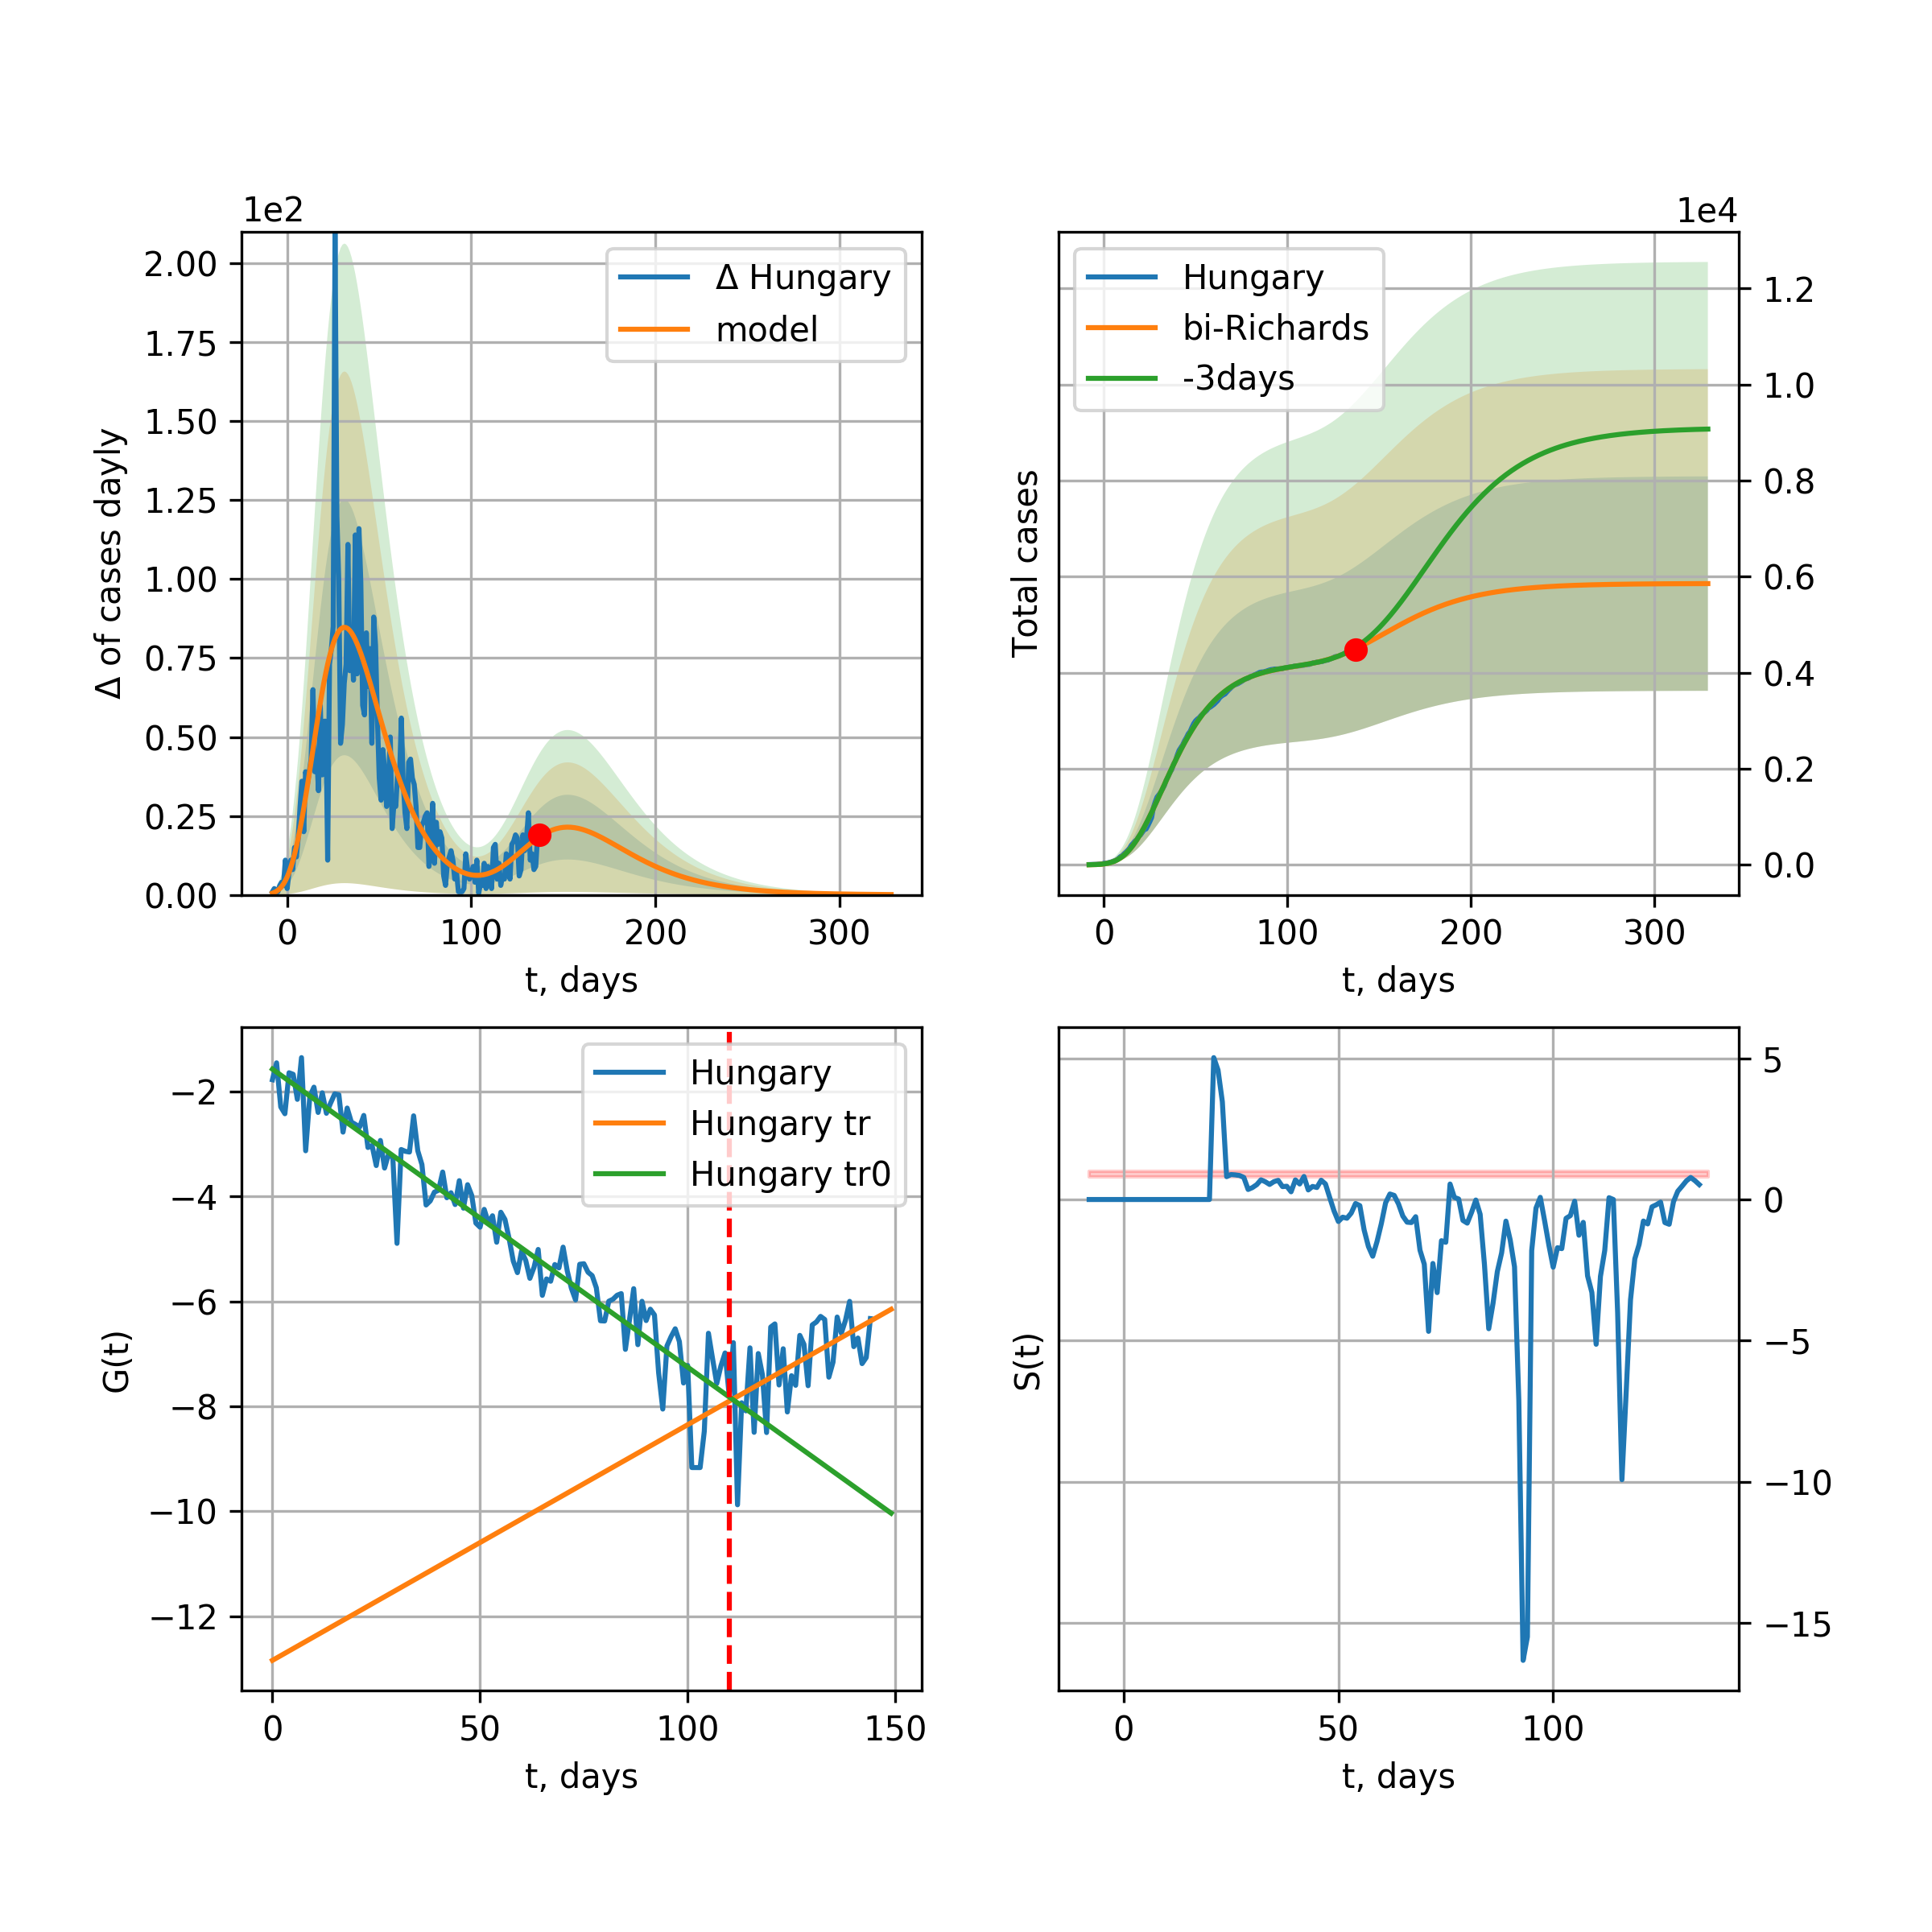 1e2
2.00
1.75
1.50
1.25
1.00
0.75
0.50
0.25
0.00
Δ of cases dayly
Δ Hungary
model
0 100 200 300
t, days
1e4
Total cases
Hungary
bi-Richards
-3days
1.2
1.0
0.8
0.6
0.4
0.2
0.0
0 100 200 300
t, days
G(t)
−2
−4
−6
−8
−10
−12
Hungary
Hungary tr
Hungary tr0
0 50 100 150
t, days
S(t)
5
0
−5
−10
−15
0 50 100
t, days